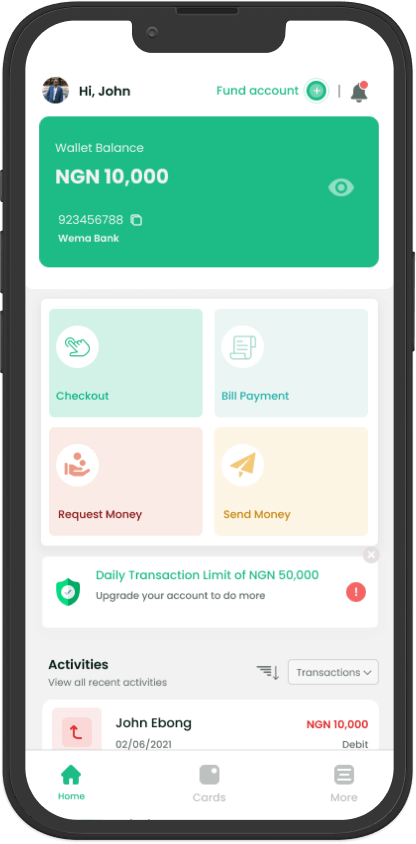 Hi, John
Fund account
Wallet Balance
NGN 10,000
923456788
Wema Bank
Checkout
Bill Payment
Request Money
Send Money
Daily Transaction Limit of NGN 50,000
Upgrade your account to do more
Activities
View all recent activities
Transactions
John Ebong
NGN 10,000
02/06/2021
Debit
Home
Cards
More